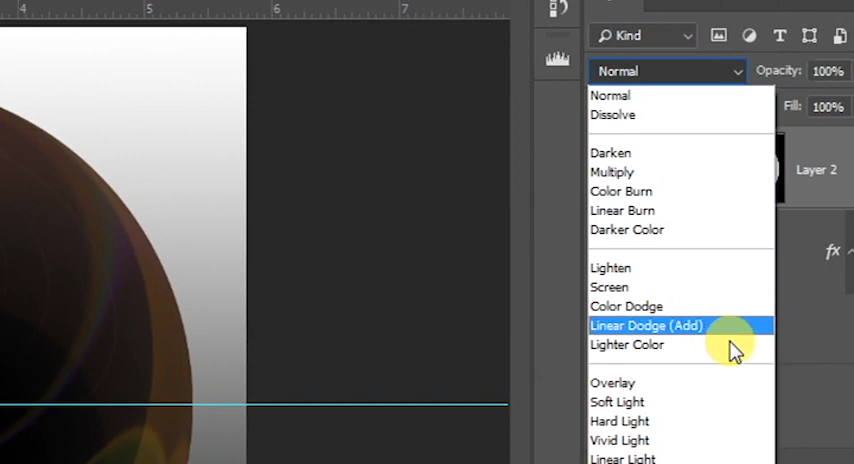 4 5 6 7
Kind
Normal Opacity: 100%
Normal
Dissolve
Fill: 100%
Darken
Multiply
Color Burn
Linear Burn
Darker Color
Layer 2
Lighten
Screen
Color Dodge
Linear Dodge (Add)
Lighter Color
fx
Overlay
Soft Light
Hard Light
Vivid Light
Linear Light